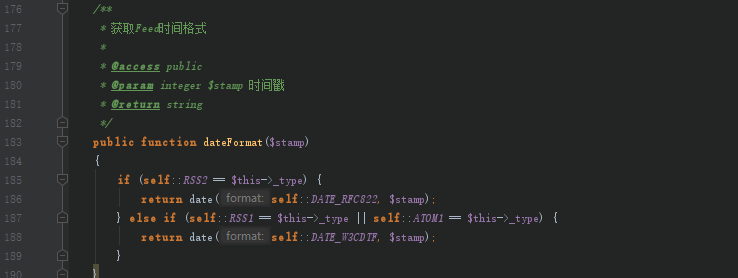 176 /**
177 * 获取Feed时间格式
178 *
179 * @access public
180 * @param integer $stamp 时间戳
181 * @return string
182 */
183 public function dateFormat($stamp)
184 {
185 if (self::RSS2 == $this->_type) {
186 return date( format: self::DATE_RFC822, $stamp);
187 } else if (self::RSS1 == $this->_type || self::ATOM1 == $this->_type) {
188 return date( format: self::DATE_W3CDTF, $stamp);
189 }
190 }